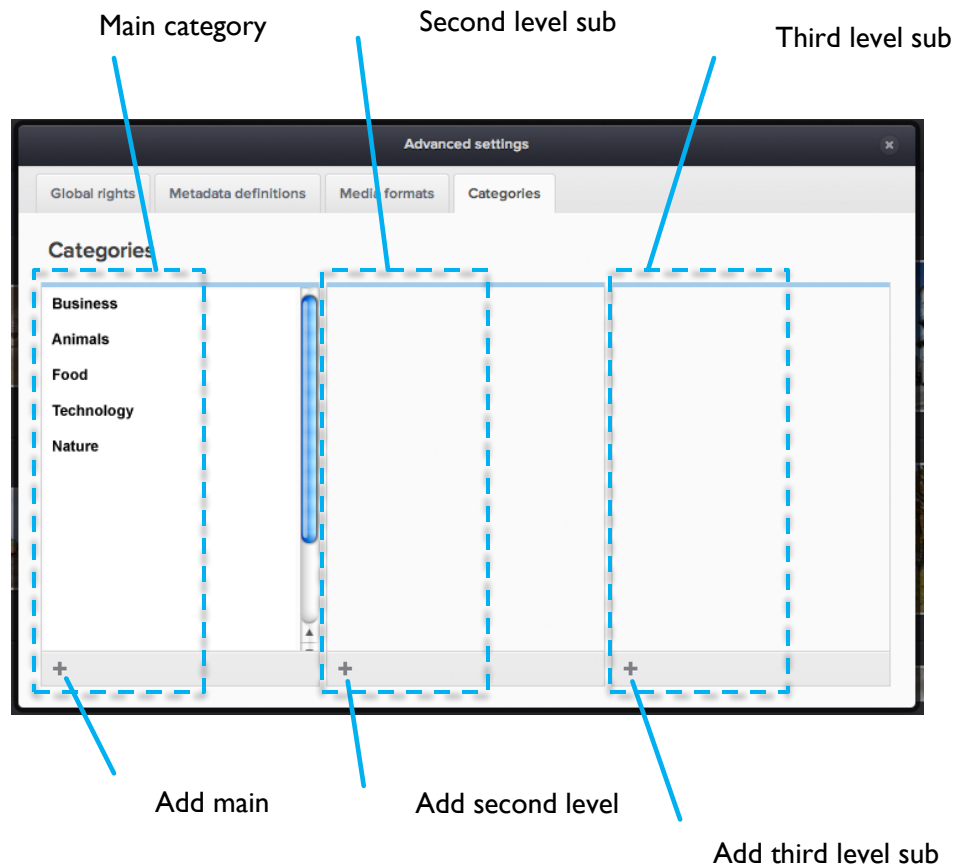 Main category
Second level sub
Third level sub
Advanced settings
Global rights
Metadata definitions
Media formats
Categories
Categories
Business
Animals
Food
Technology
Nature
Add main
Add second level
Add third level sub